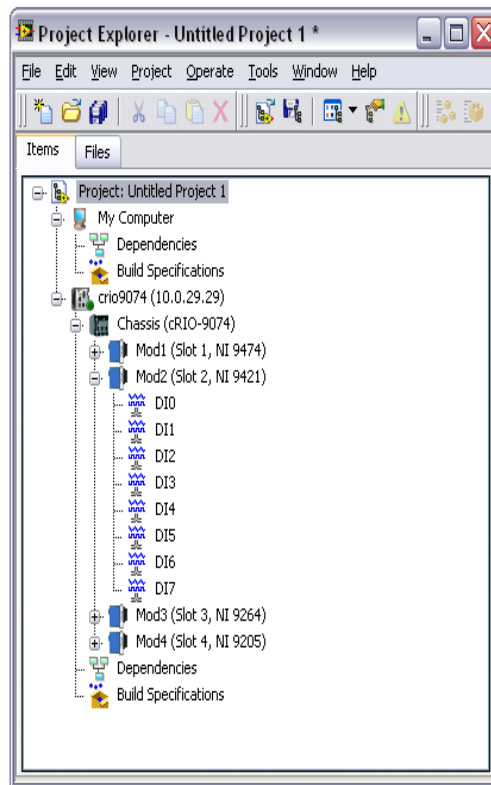 Project Explorer - Untitled Project 1 *
File Edit View Project Operate Tools Window Help
Items Files
Project: Untitled Project 1
My Computer
Dependencies
Build Specifications
crio9074 (10.0.29.29)
Chassis (cRIO-9074)
Mod1 (Slot 1, NI 9474)
Mod2 (Slot 2, NI 9421)
DI0
DI1
DI2
DI3
DI4
DI5
DI6
DI7
Mod3 (Slot 3, NI 9264)
Mod4 (Slot 4, NI 9205)
Dependencies
Build Specifications